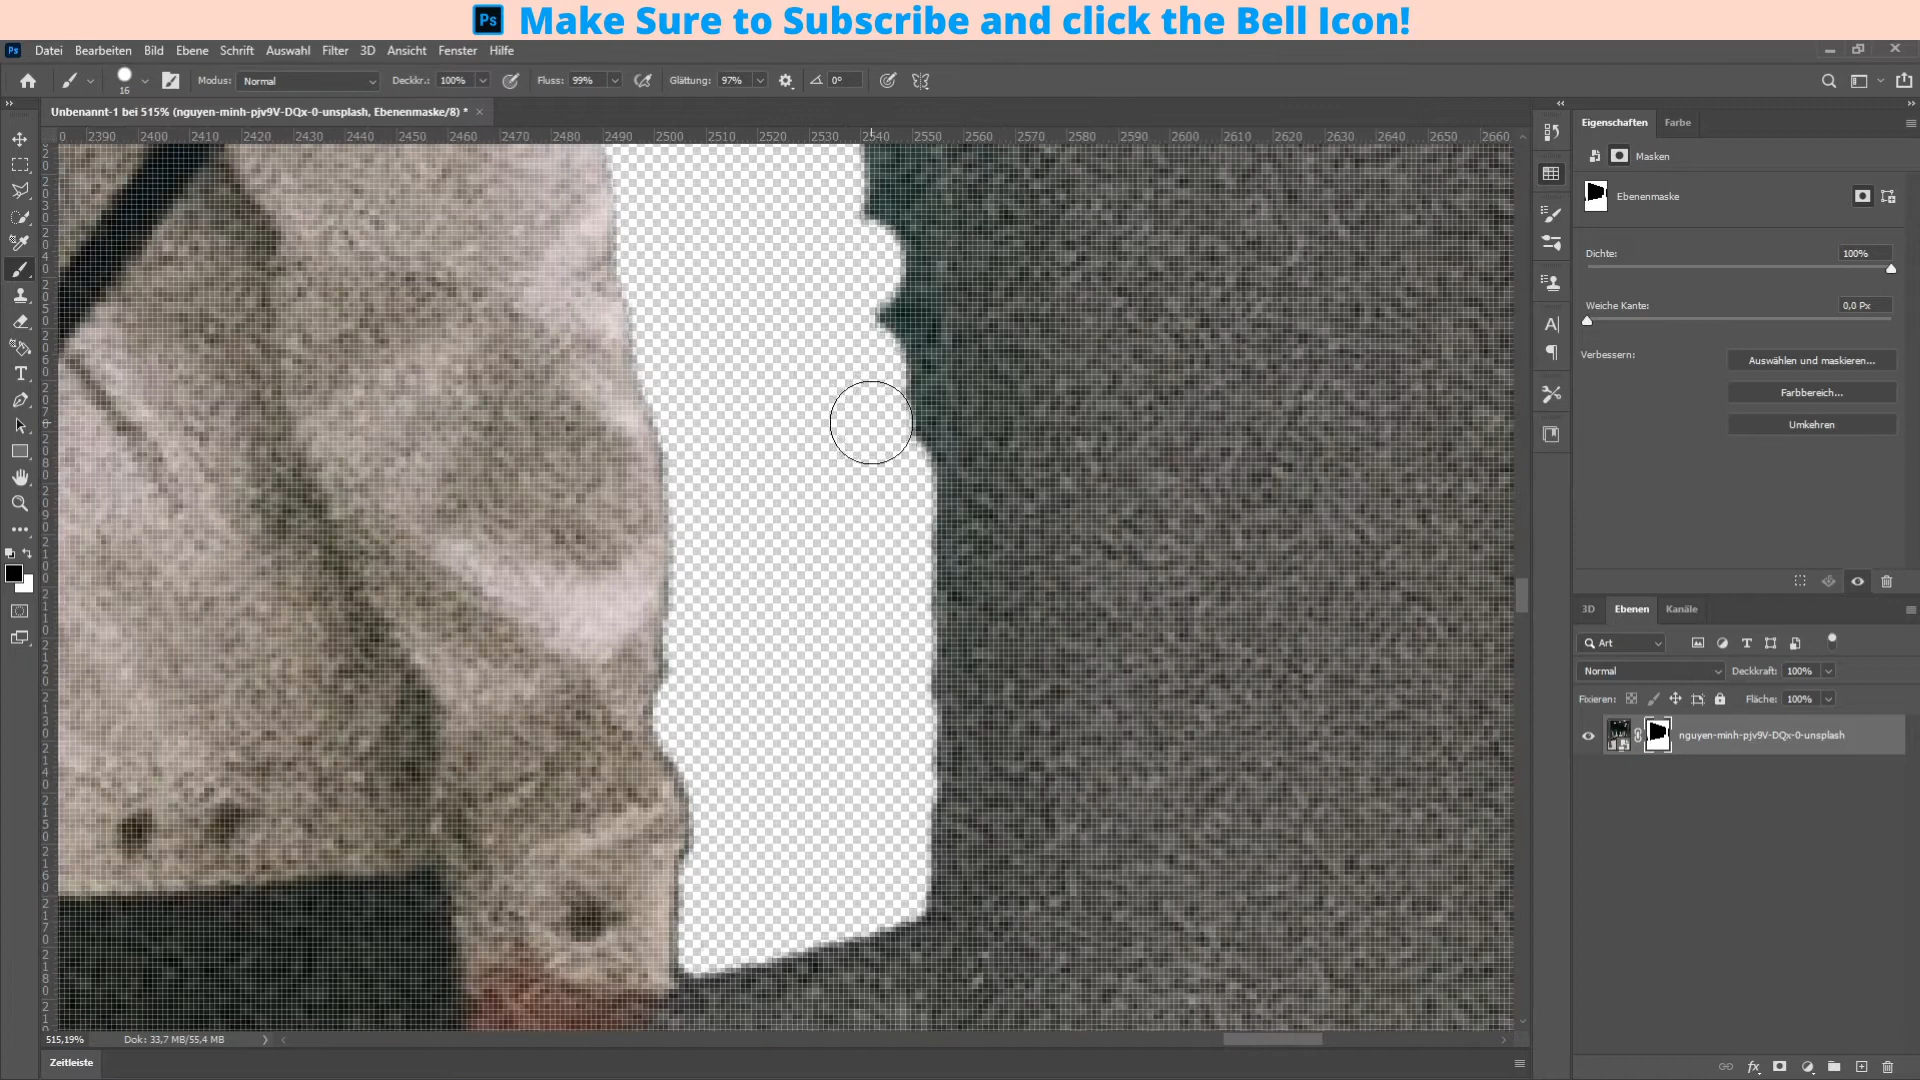 Ps Make Sure to Subscribe and click the Bell Icon!
Ps Datei Bearbeiten Bild Ebene Schrift Auswahl Filter 3D Ansicht Fenster Hilfe
16 Modus: Normal Deckkr.: 100% Fluss: 99% Glättung: 97% 0°
Unbenannt-1 bei 515% (nguyen-minh-pjv9V-DQx-0-unsplash, Ebenenmaske/8) *
0 2390 2400 2410 2420 2430 2440 2450 2460 2470 2480 2490 2500 2510 2520 2530 2540 2550 2560 2570 2580 2590 2600 2610 2620 2630 2640 2650 2660
Eigenschaften Farbe
Masken
Ebenenmaske
Dichte: 100%
Weiche Kante: 0,0 Px
Verbessern: Auswählen und maskieren...
Farbbereich...
Umkehren
3D Ebenen Kanäle
Art
Normal Deckkraft: 100%
Fixieren: Fläche: 100%
nguyen-minh-pjv9V-DQx-0-unsplash
515,19% Dok: 33,7 MB/55,4 MB
Zeitleiste